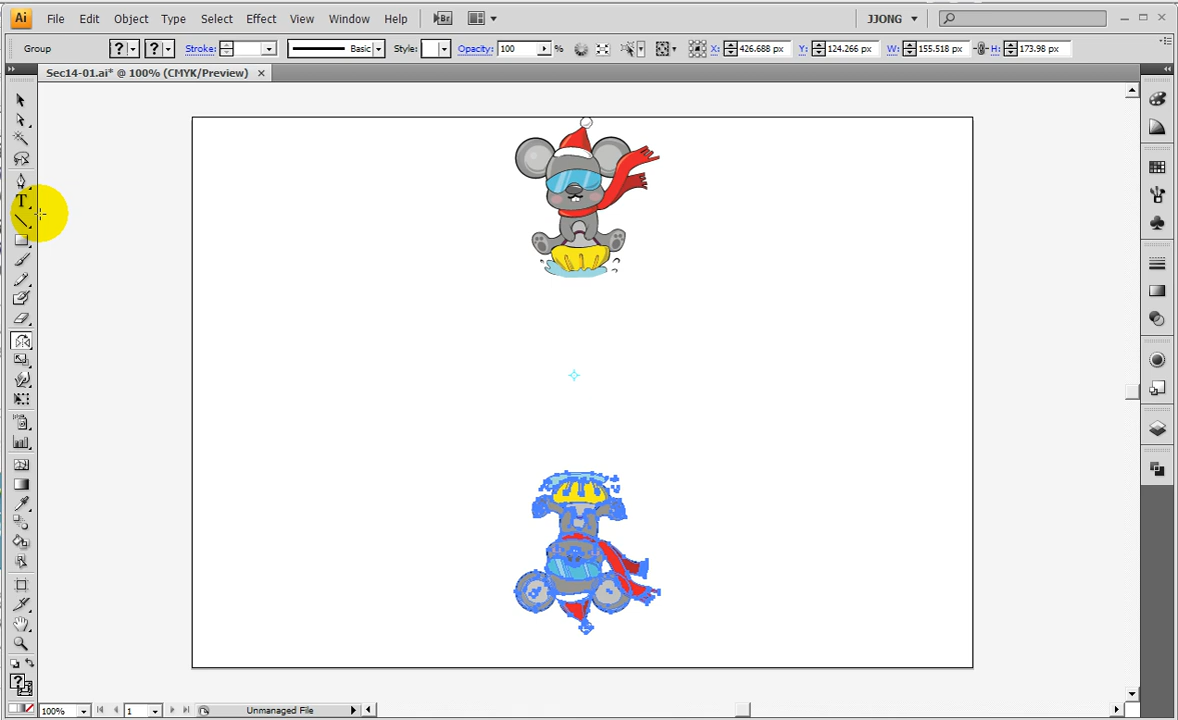 Ai File Edit Object Type Select Effect View Window Help Br JJONG
Group ? ? Stroke: Basic Style: Opacity: 100 % X: 426.688 px Y: 124.266 px W: 155.518 px H: 173.98 px
Sec14-01.ai* @ 100% (CMYK/Preview)
T
?
100% 1 Unmanaged File